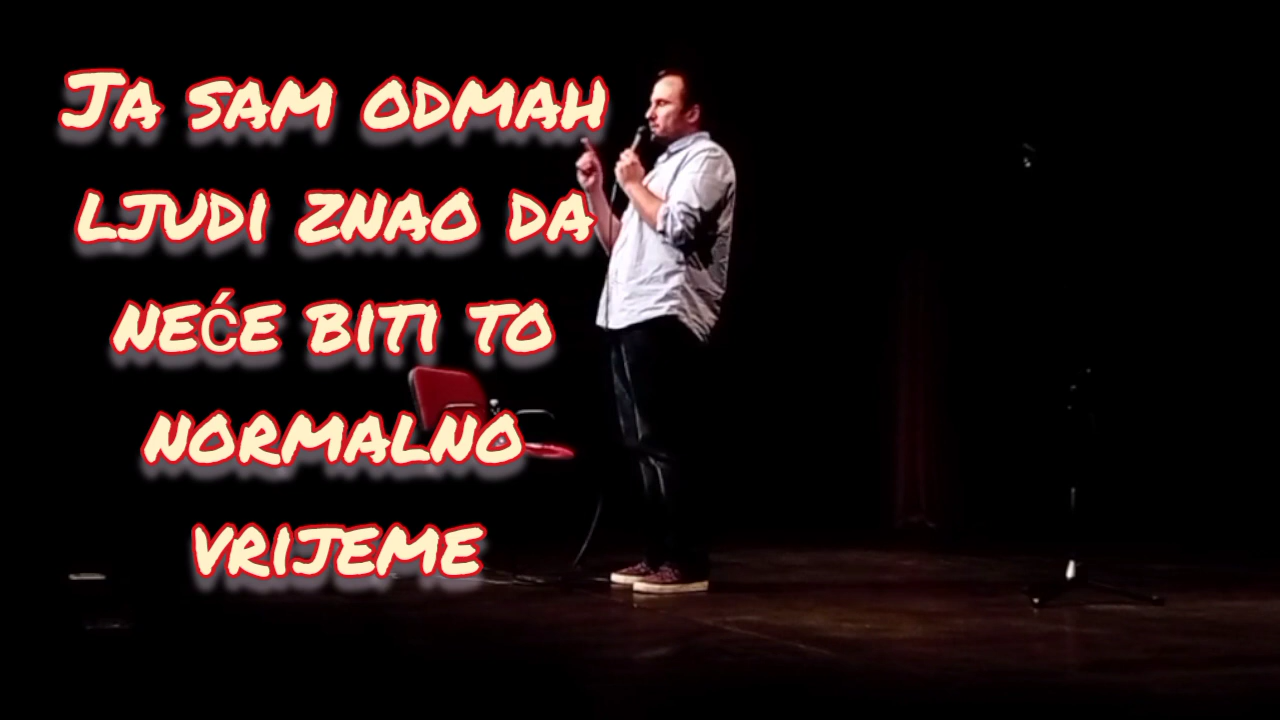 Ja sam odmah
ljudi znao da
neće biti to
normalno
vrijeme